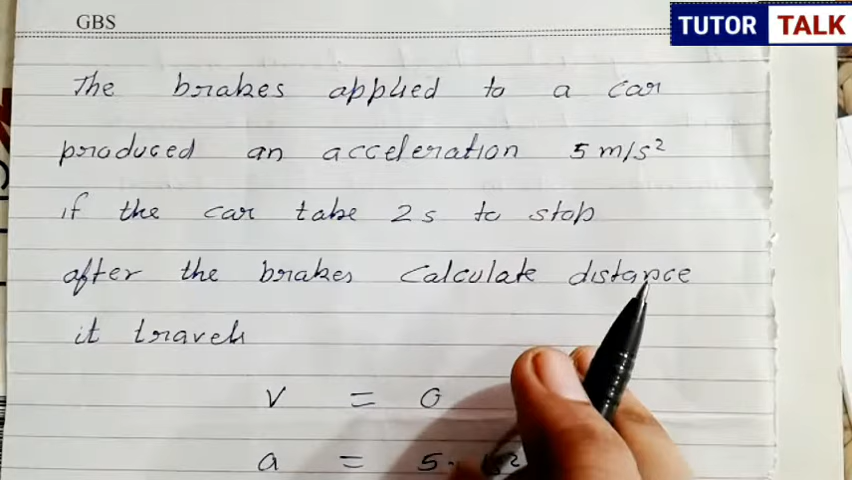 GBS
TUTOR TALK
The brakes applied to a car
produced an acceleration 5 m/s²
if the car take 2 s to stop
after the brakes Calculate distance
it travels
v = 0
a = 5